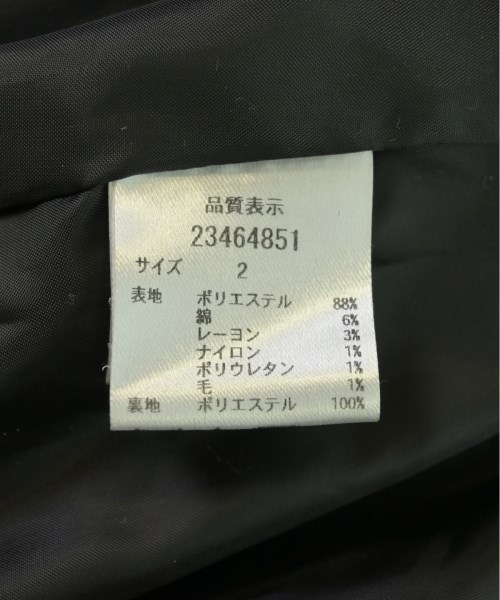 品質表示
23464851
サイズ 2
表地 ポリエステル 88%
綿 6%
レーヨン 3%
ナイロン 1%
ポリウレタン 1%
毛 1%
裏地 ポリエステル 100%